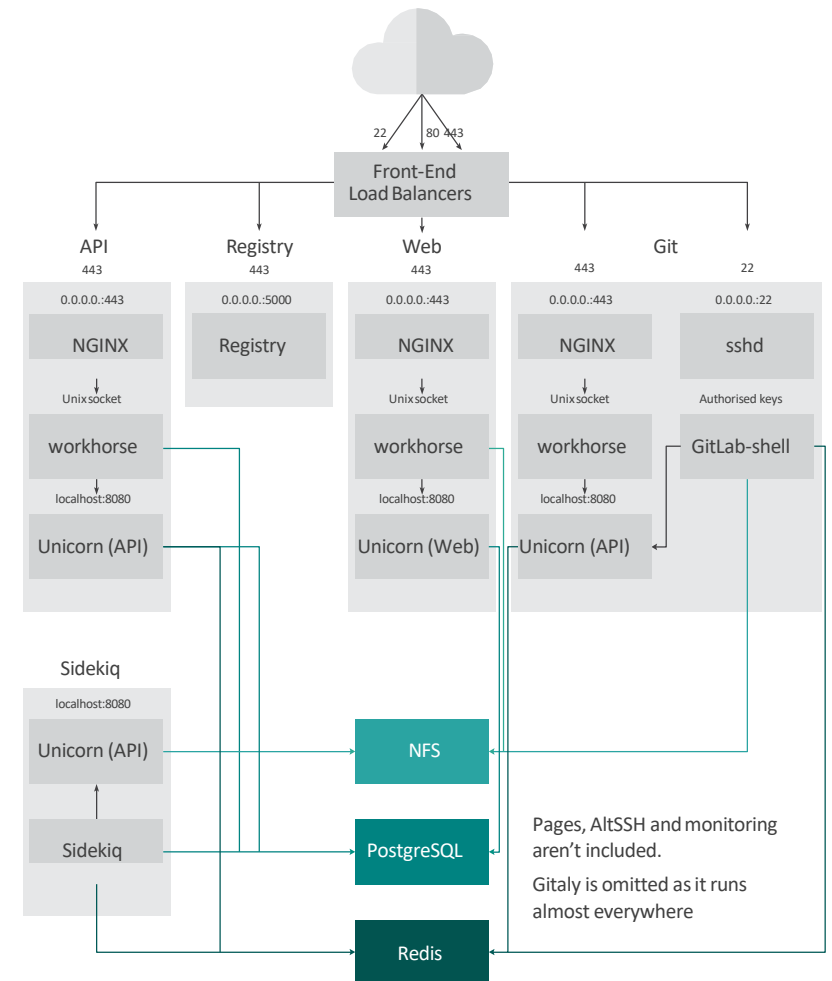 22
80
443
Front-End
Load Balancers
API
Registry
Web
Git
443
443
443
443
22
0.0.0.0.:443
0.0.0.0.:5000
0.0.0.0.:443
0.0.0.0.:443
0.0.0.0.:22
NGINX
Registry
NGINX
NGINX
sshd
Unix socket
Unix socket
Unix socket
Authorised keys
workhorse
workhorse
workhorse
GitLab-shell
localhost:8080
localhost:8080
localhost:8080
Unicorn (API)
Unicorn (Web)
Unicorn (API)
Sidekiq
localhost:8080
Unicorn (API)
NFS
Sidekiq
PostgreSQL
Pages, AltSSH and monitoring
aren't included.
Gitaly is omitted as it runs
almost everywhere
Redis